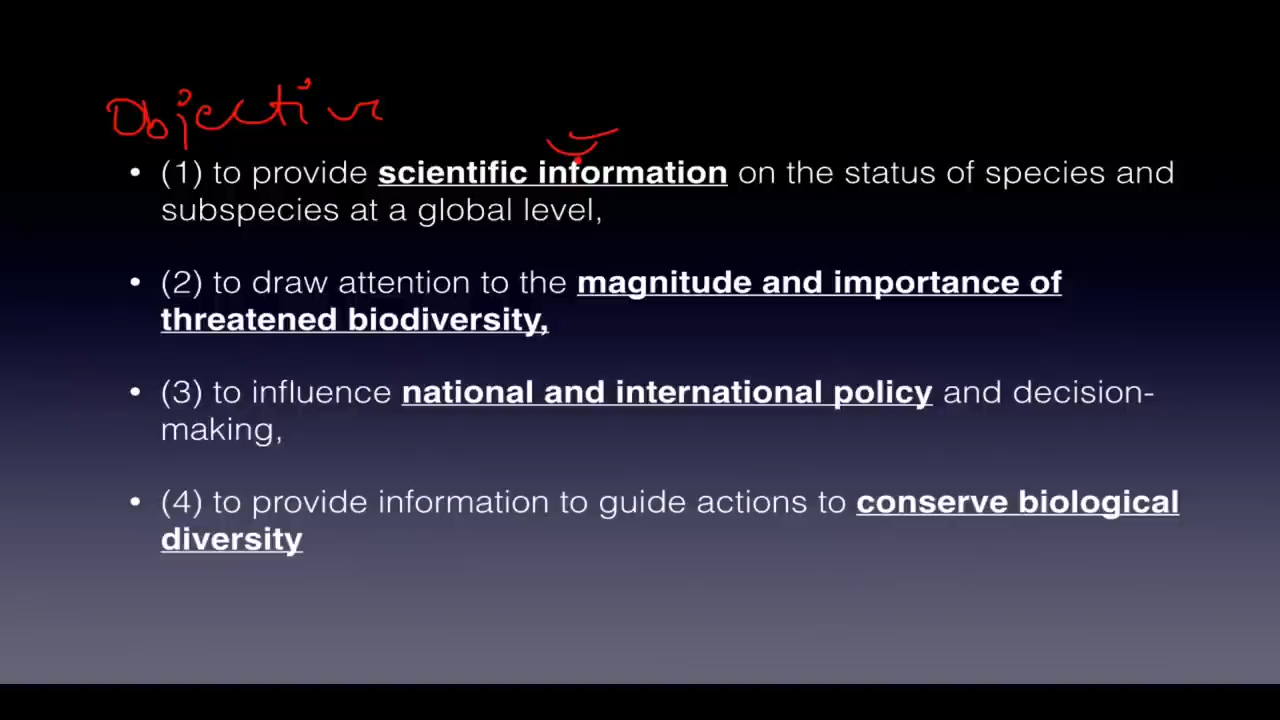 Objective
• (1) to provide scientific information on the status of species and
subspecies at a global level,
• (2) to draw attention to the magnitude and importance of
threatened biodiversity,
• (3) to influence national and international policy and decision-
making,
• (4) to provide information to guide actions to conserve biological
diversity